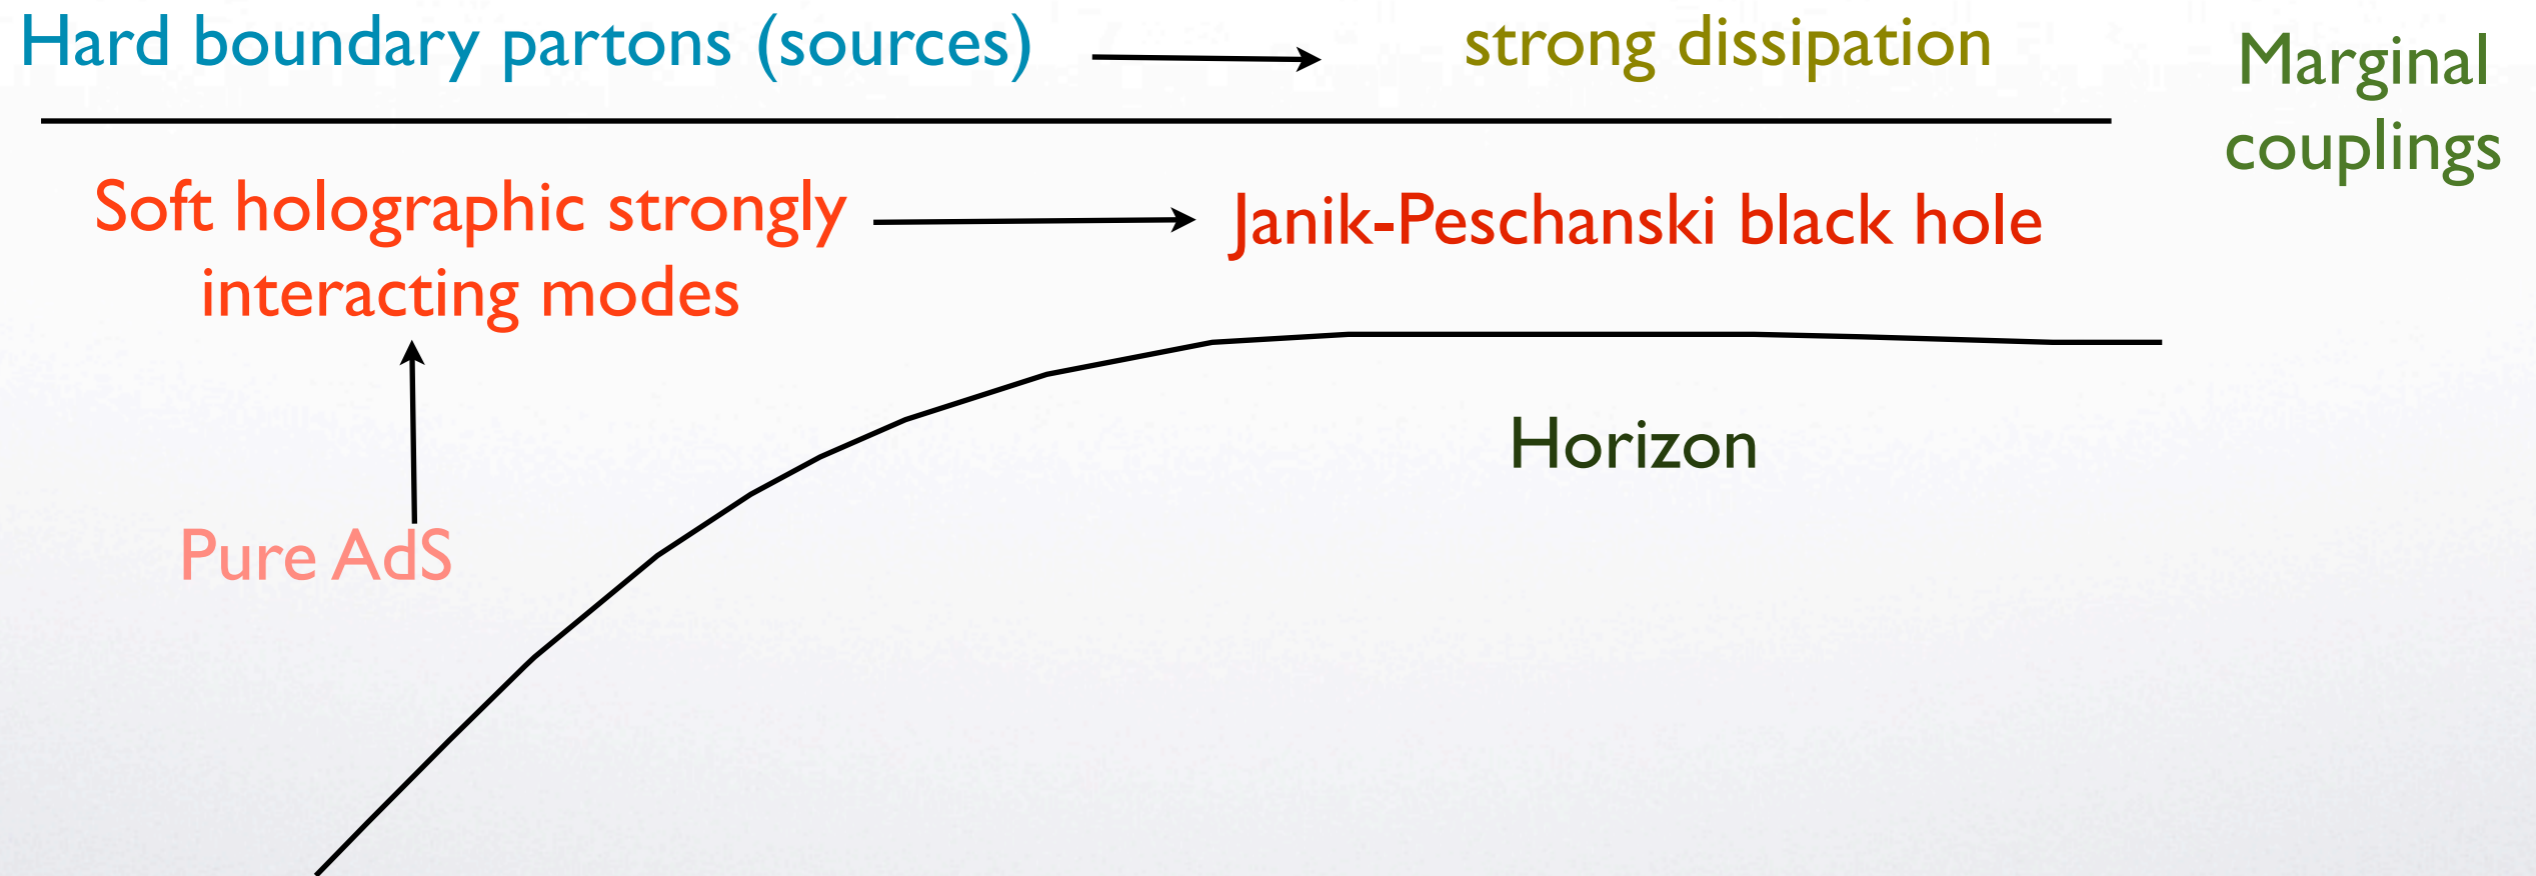 Hard boundary partons (sources)
strong dissipation
Marginal
couplings
Soft holographic strongly
interacting modes
Janik-Peschanski black hole
Horizon
Pure AdS